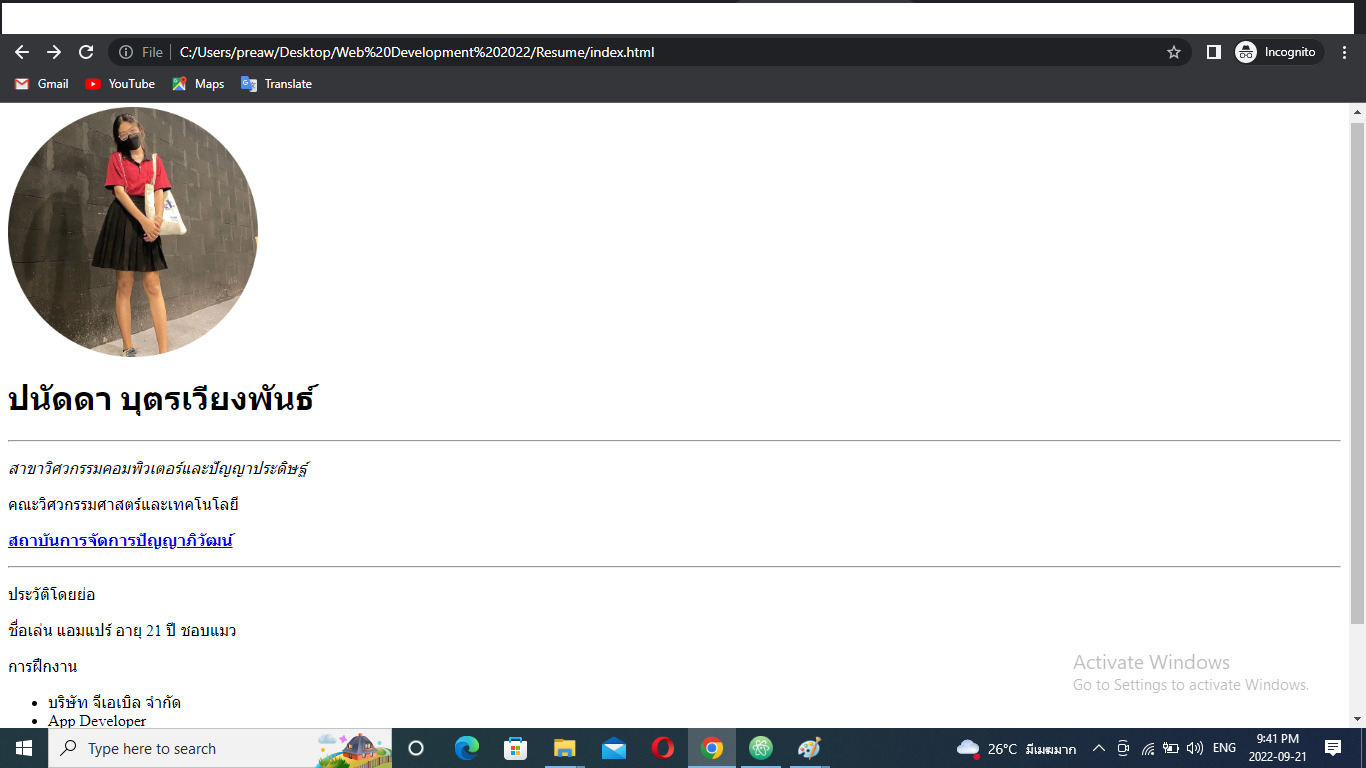 File C:/Users/preaw/Desktop/Web%20Development%202022/Resume/index.html Incognito
Gmail YouTube Maps Translate
ปนัดดา บุตรเวียงพันธ์
สาขาวิศวกรรมคอมพิวเตอร์และปัญญาประดิษฐ์
คณะวิศวกรรมศาสตร์และเทคโนโลยี
สถาบันการจัดการปัญญาภิวัฒน์
ประวัติโดยย่อ
ชื่อเล่น แอมแปร์ อายุ 21 ปี ชอบแมว
การฝึกงาน
บริษัท จีเอเบิล จำกัด
App Developer
Activate Windows
Go to Settings to activate Windows.
Type here to search 26°C มีเมฆมาก ENG 9:41 PM
2022-09-21